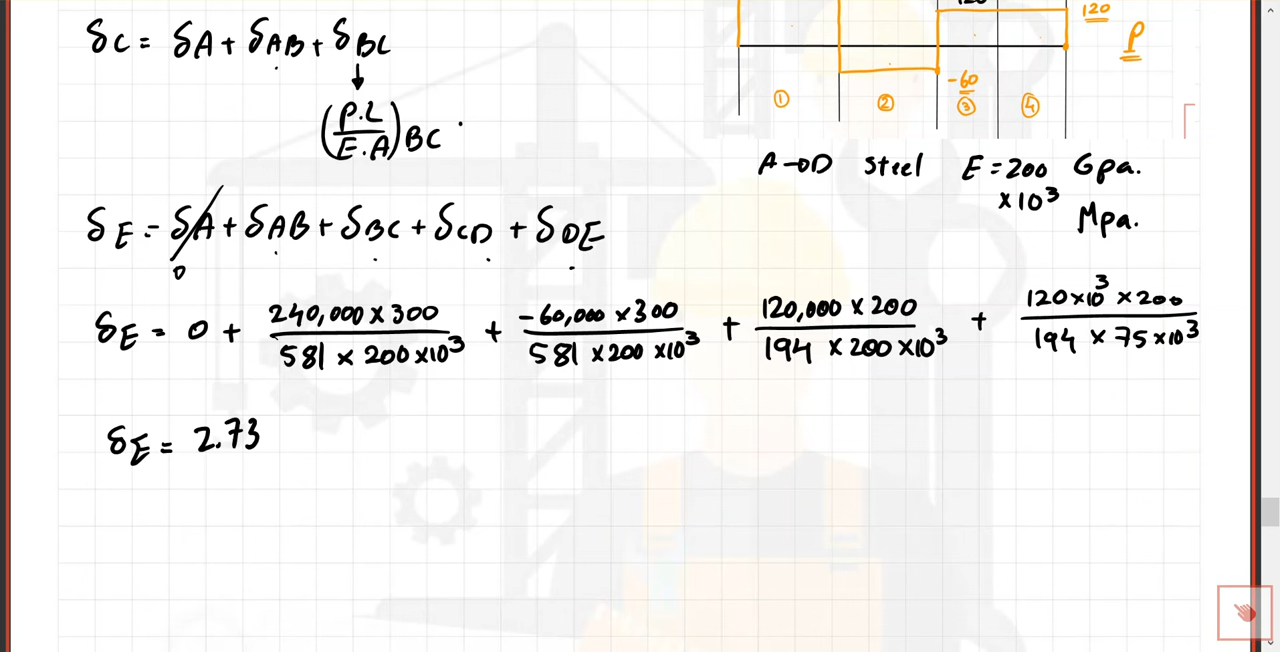 δC = δA + δAB + δBC
(P.L / E.A) BC
120
120
P
-60
① ② ③ ④
A→D Steel E = 200 Gpa.
×10³ Mpa.
δE = δA + δAB + δBC + δCD + δDE
0
δE = 0 + 240,000 × 300 / 581 × 200 ×10³ + -60,000 × 300 / 581 × 200 ×10³ + 120,000 × 200 / 194 × 200 ×10³ + 120×10³ × 200 / 194 × 75×10³
δE = 2.73